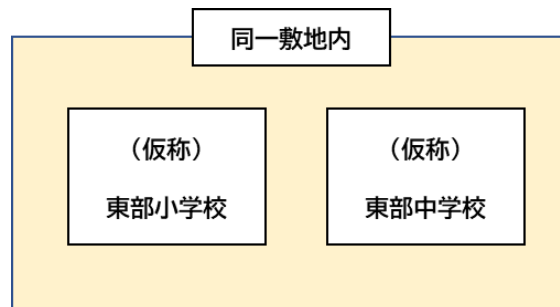 同一敷地内
（仮称）
東部小学校
（仮称）
東部中学校